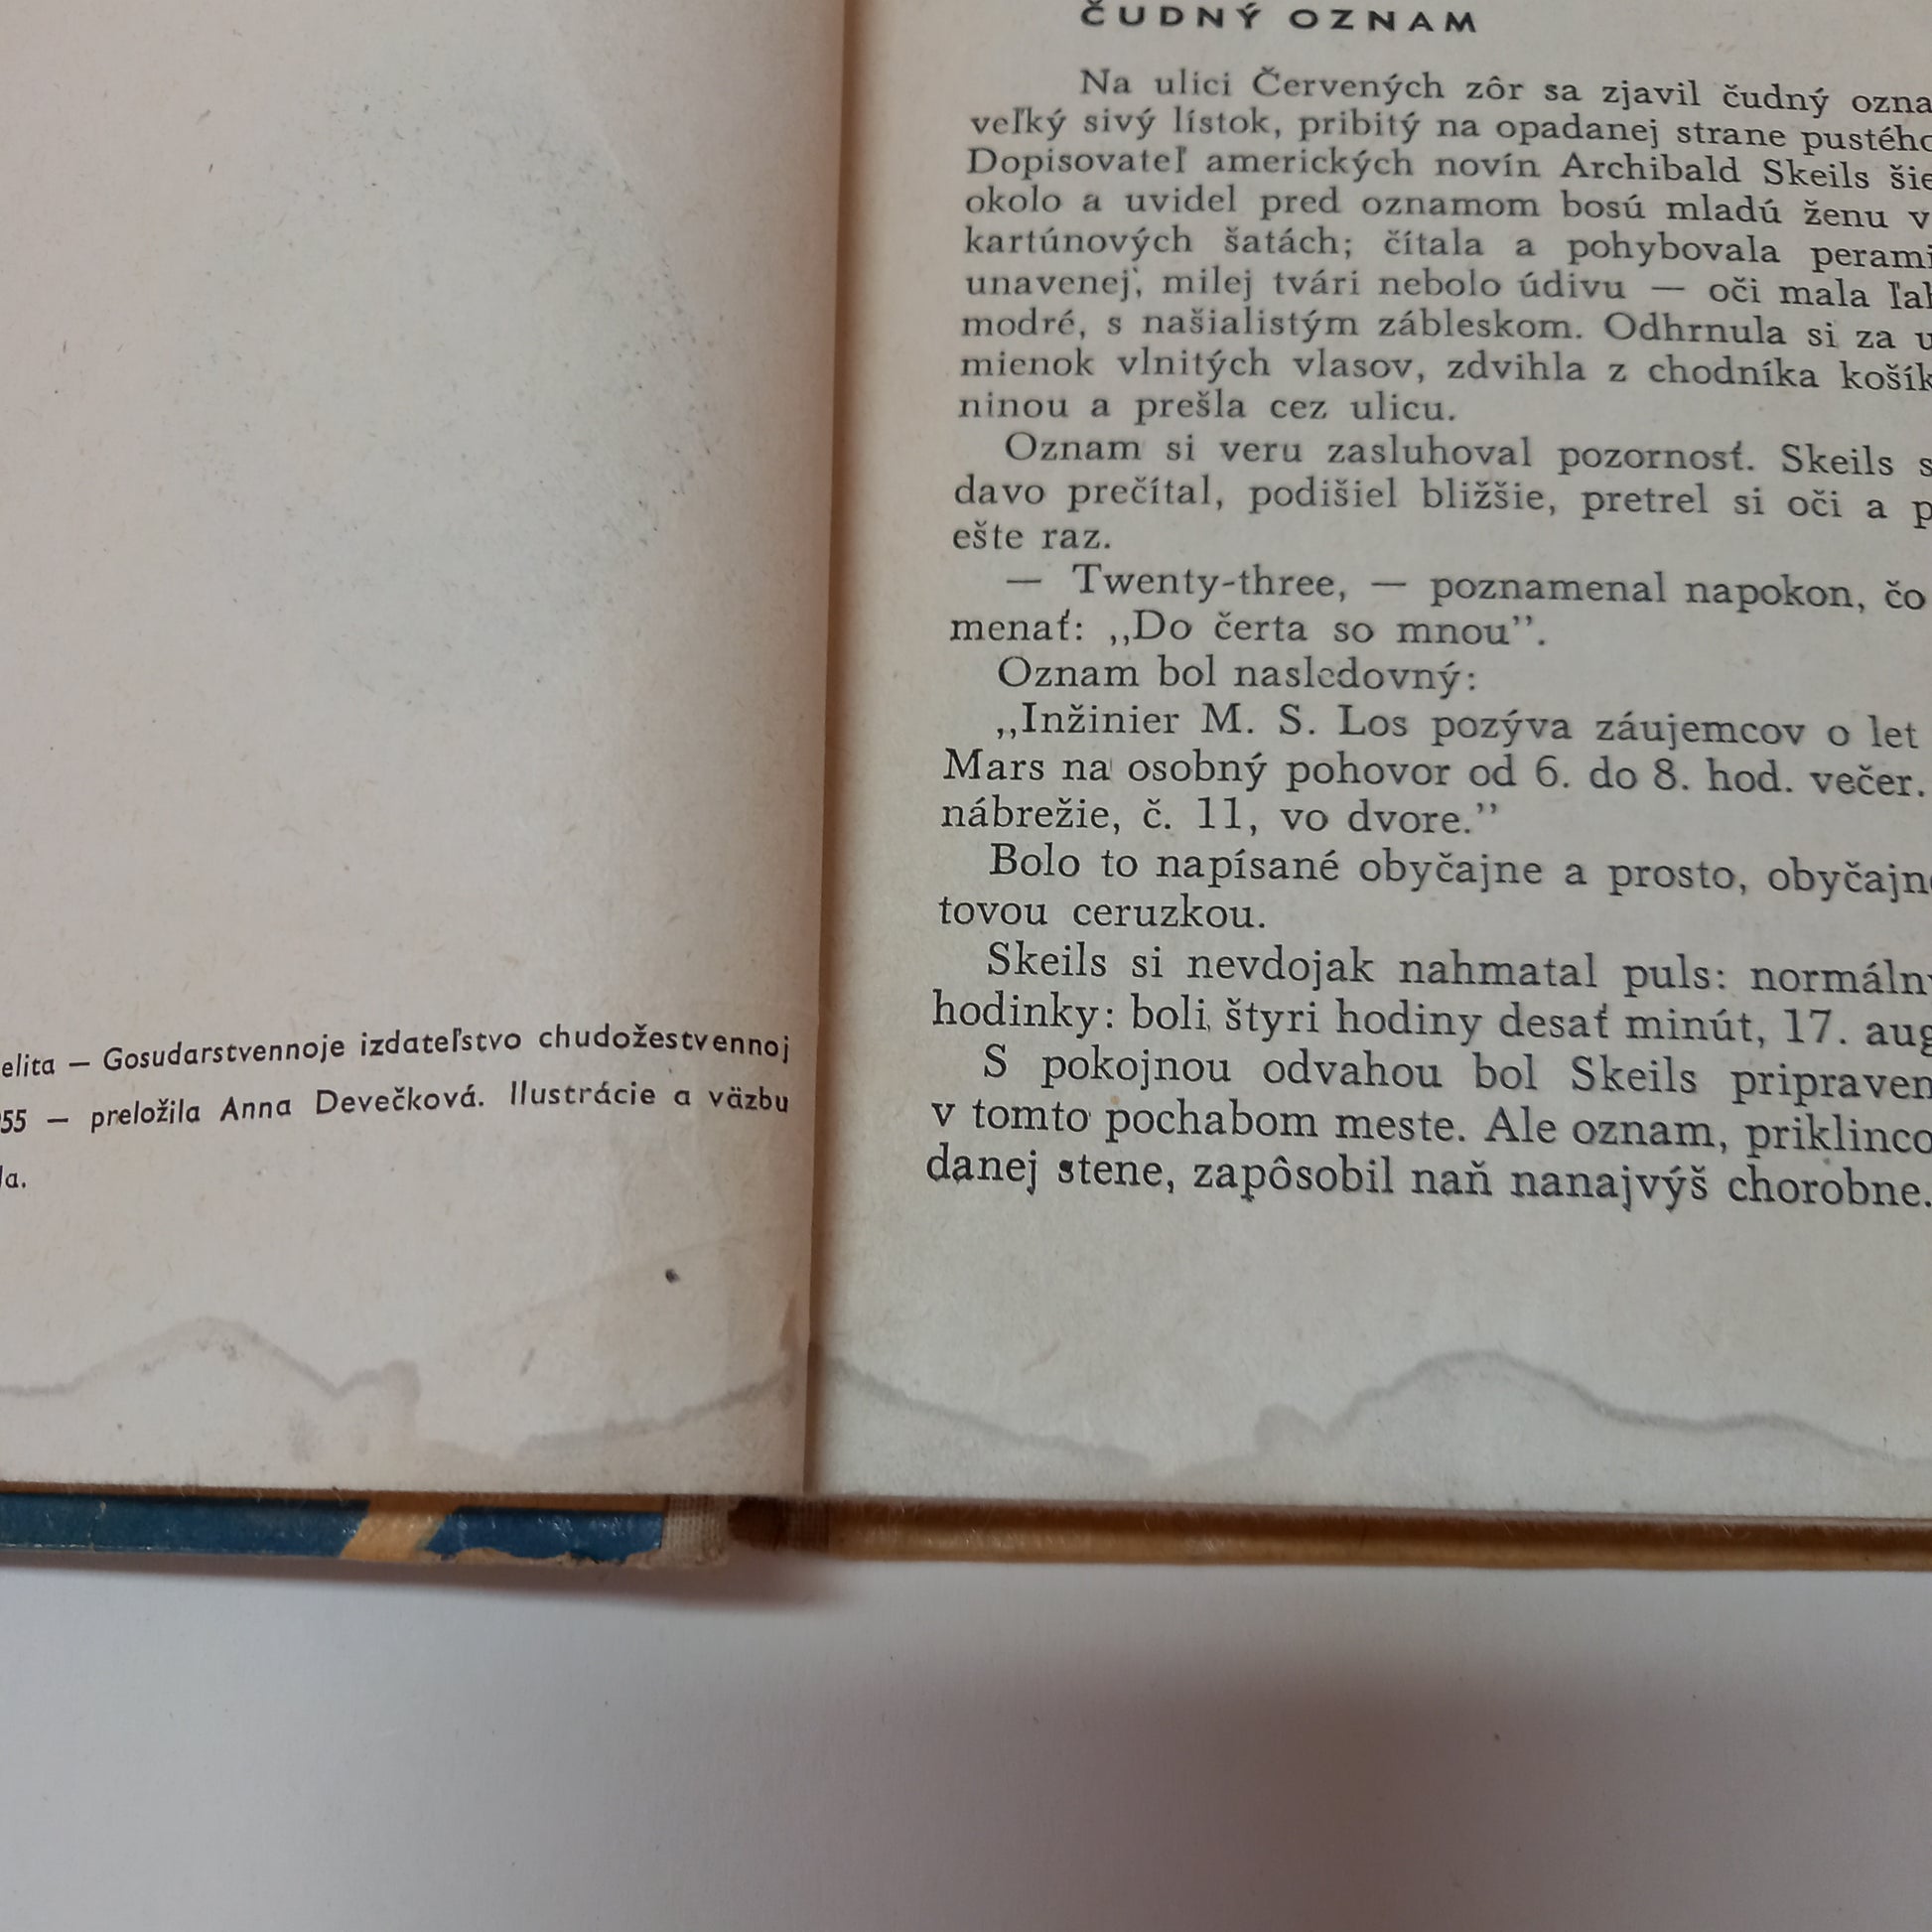 elita — Gosudarstvennoje izdateľstvo chudožestvennoj
55 — preložila Anna Devečková. Ilustrácie a väzbu
la.
ČUDNÝ OZNAM
Na ulici Červených zôr sa zjavil čudný ozna
veľký sivý lístok, pribitý na opadanej strane pustého
Dopisovateľ amerických novín Archibald Skeils šie
okolo a uvidel pred oznamom bosú mladú ženu v
kartúnových šatách; čítala a pohybovala perami
unavenej, milej tvári nebolo údivu — oči mala ľah
modré, s našialistým zábleskom. Odhrnula si za u
mienok vlnitých vlasov, zdvihla z chodníka košík
ninou a prešla cez ulicu.
Oznam si veru zasluhoval pozornosť. Skeils s
davo prečítal, podišiel bližšie, pretrel si oči a p
ešte raz.
— Twenty-three, — poznamenal napokon, čo
menať: ,,Do čerta so mnou”.
Oznam bol nasledovný:
,,Inžinier M. S. Los pozýva záujemcov o let
Mars na osobný pohovor od 6. do 8. hod. večer.
nábrežie, č. 11, vo dvore.”
Bolo to napísané obyčajne a prosto, obyčajn
tovou ceruzkou.
Skeils si nevdojak nahmatal puls: normálny
hodinky: boli štyri hodiny desať minút, 17. aug
S pokojnou odvahou bol Skeils pripraven
v tomto pochabom meste. Ale oznam, priklinco
danej stene, zapôsobil naň nanajvýš chorobne.